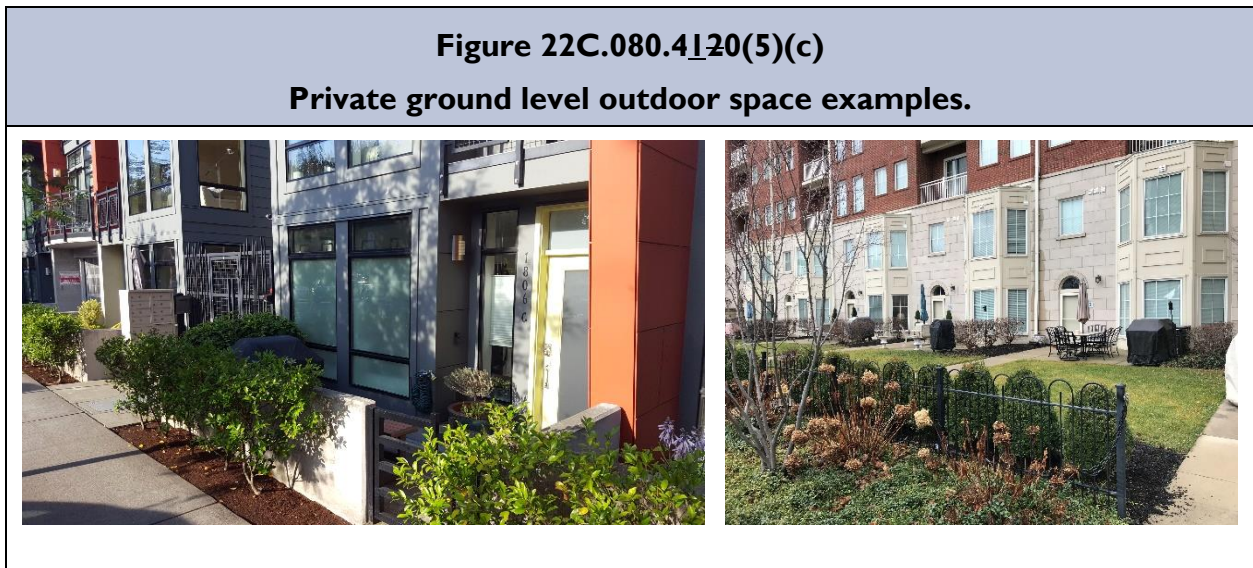 Figure 22C.080.4120(5)(c)
Private ground level outdoor space examples.
1806 C